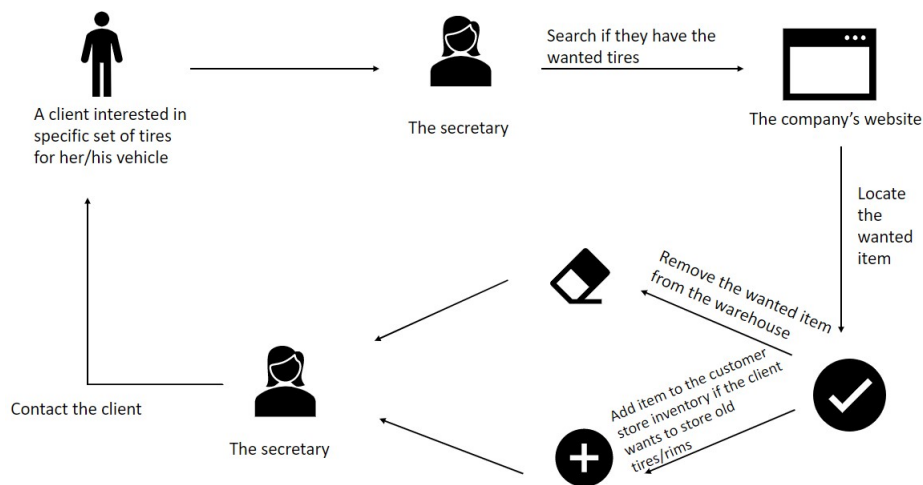 A client interested in
specific set of tires
for her/his vehicle
The secretary
Search if they have the
wanted tires
The company's website
Locate
the
wanted
item
Remove the wanted item
from the warehouse
Add item to the customer
store inventory if the client
wants to store old
tires/rims
The secretary
Contact the client